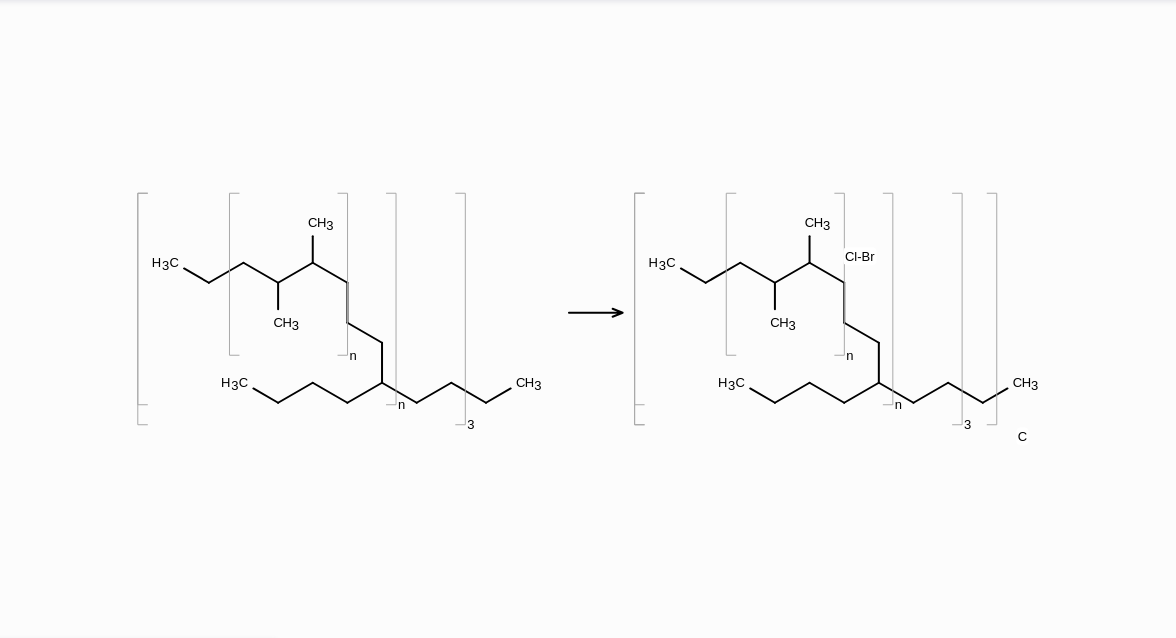 CH3 CH3
H3C H3C Cl-Br
CH3 CH3
n n
H3C CH3 H3C CH3
n n
3 3
C